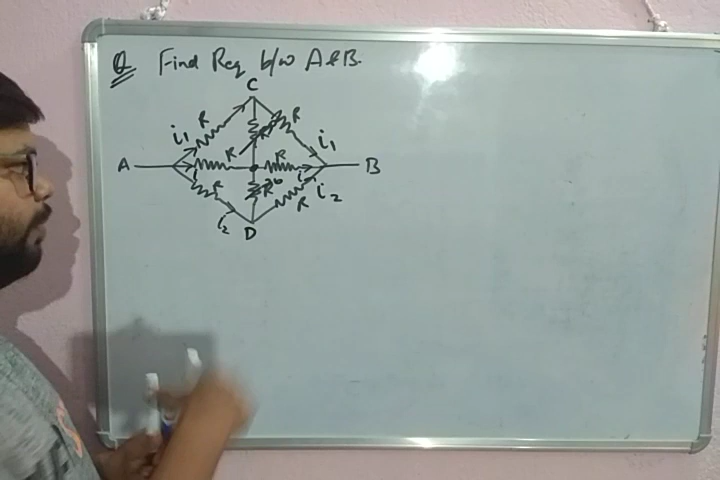 Q Find Req b/w A & B.
C
R R
i₁ i₁
R
A R R B
R i
R R i₂
i₂
D